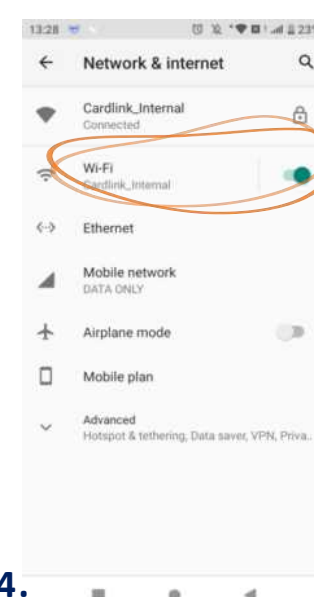 13:28 23%
Network & internet
Cardlink_Internal
Connected
Wi-Fi
Cardlink_Internal
Ethernet
Mobile network
DATA ONLY
Airplane mode
Mobile plan
Advanced
Hotspot & tethering, Data saver, VPN, Priva..
4.